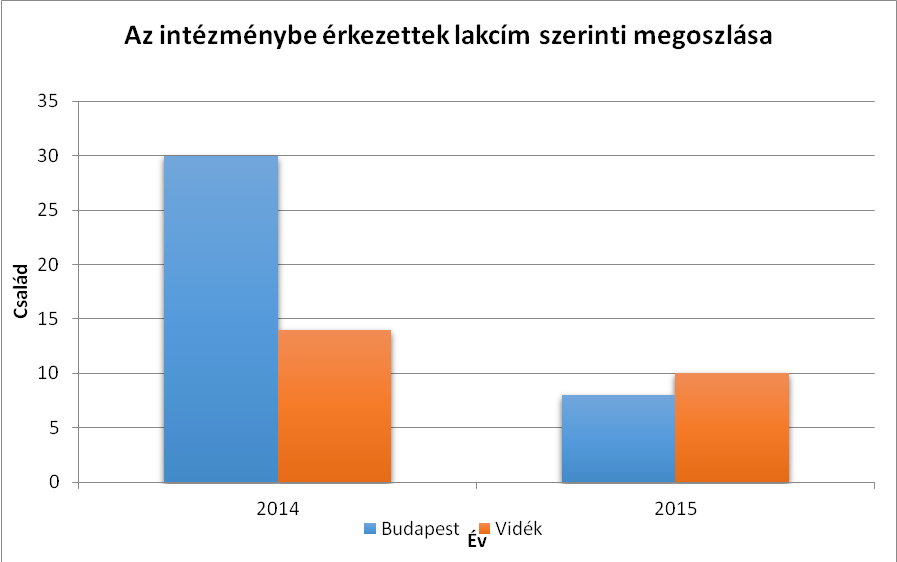 Az intézménybe érkezettek lakcím szerinti megoszlása
35
30
25
20
15
10
5
0
Család
2014
2015
Budapest
Vidék
Év